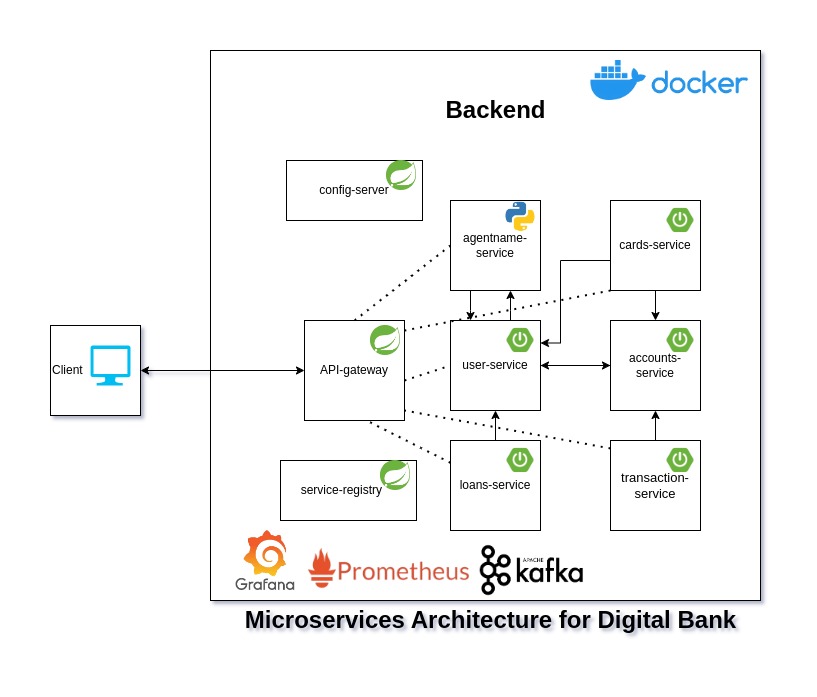 docker
Backend
config-server
agentname-
service
cards-service
Client
API-gateway
user-service
accounts-
service
service-registry
loans-service
transaction-
service
Grafana
Prometheus
APACHE
kafka
Microservices Architecture for Digital Bank